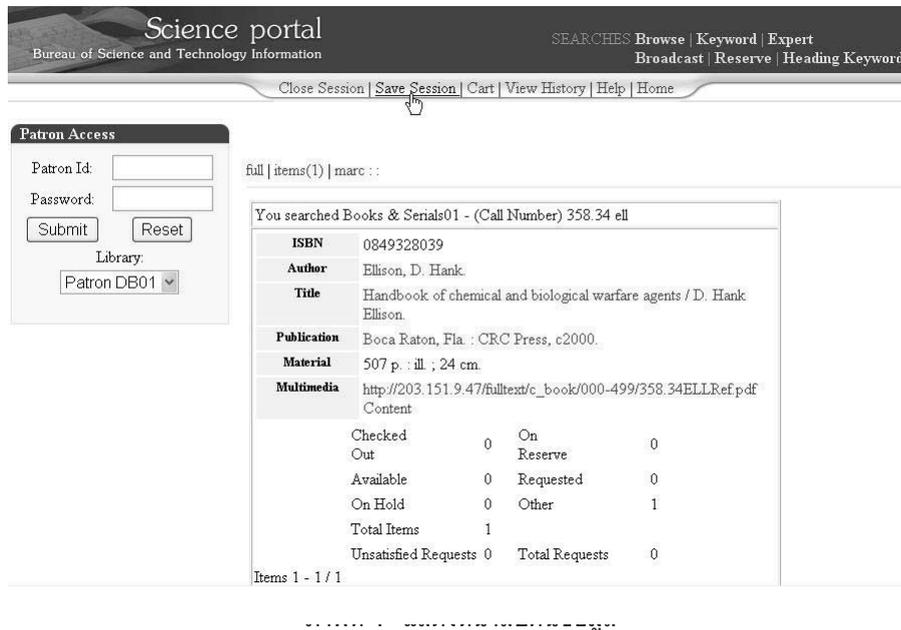 Science portal
Bureau of Science and Technology Information
SEARCHES Browse | Keyword | Expert
Broadcast | Reserve | Heading Keyword
Close Session | Save Session | Cart | View History | Help | Home
Patron Access
Patron Id:
Password:
Submit Reset
Library:
Patron DB01
full | items(1) | marc : :
You searched Books & Serials01 - (Call Number) 358.34 ell
ISBN 0849328039
Author Ellison, D. Hank.
Title Handbook of chemical and biological warfare agents / D. Hank
Ellison.
Publication Boca Raton, Fla. : CRC Press, c2000.
Material 507 p. : ill. ; 24 cm.
Multimedia http://203.151.9.47/fulltext/c_book/000-499/358.34ELLRef.pdf
Content
Checked Out 0 On Reserve 0
Available 0 Requested 0
On Hold 0 Other 1
Total Items 1
Unsatisfied Requests 0 Total Requests 0
Items 1 - 1 / 1